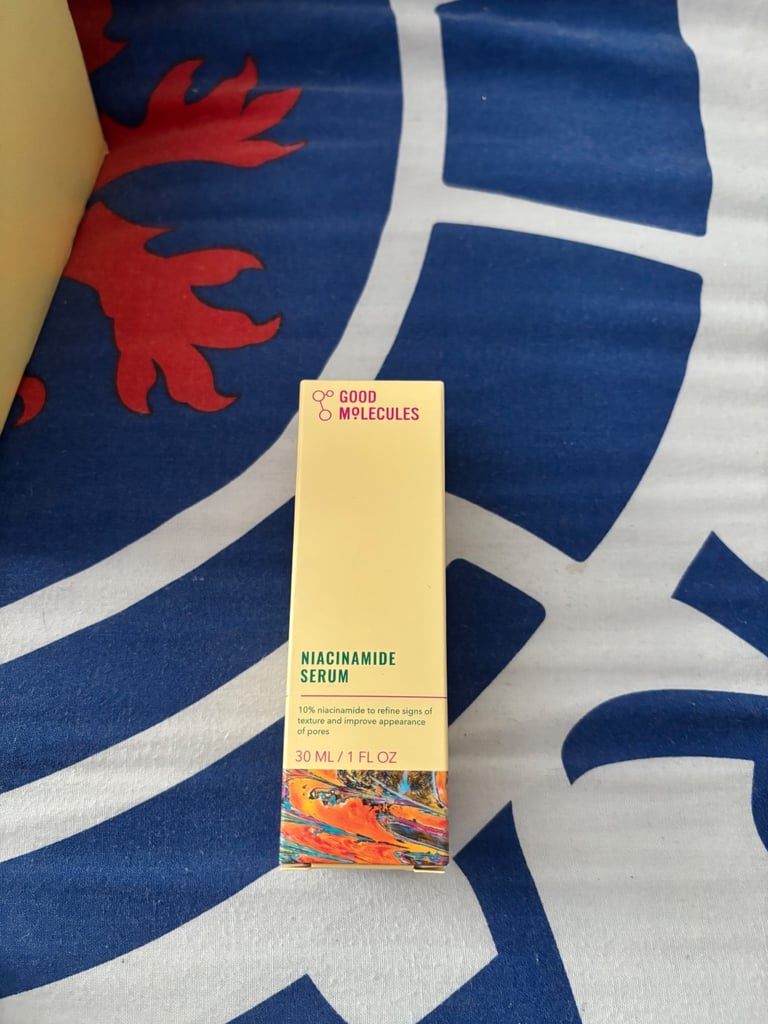 GOOD
MOLECULES
NIACINAMIDE
SERUM
10% niacinamide to refine signs of
texture and improve appearance
of pores
30 ML / 1 FL OZ